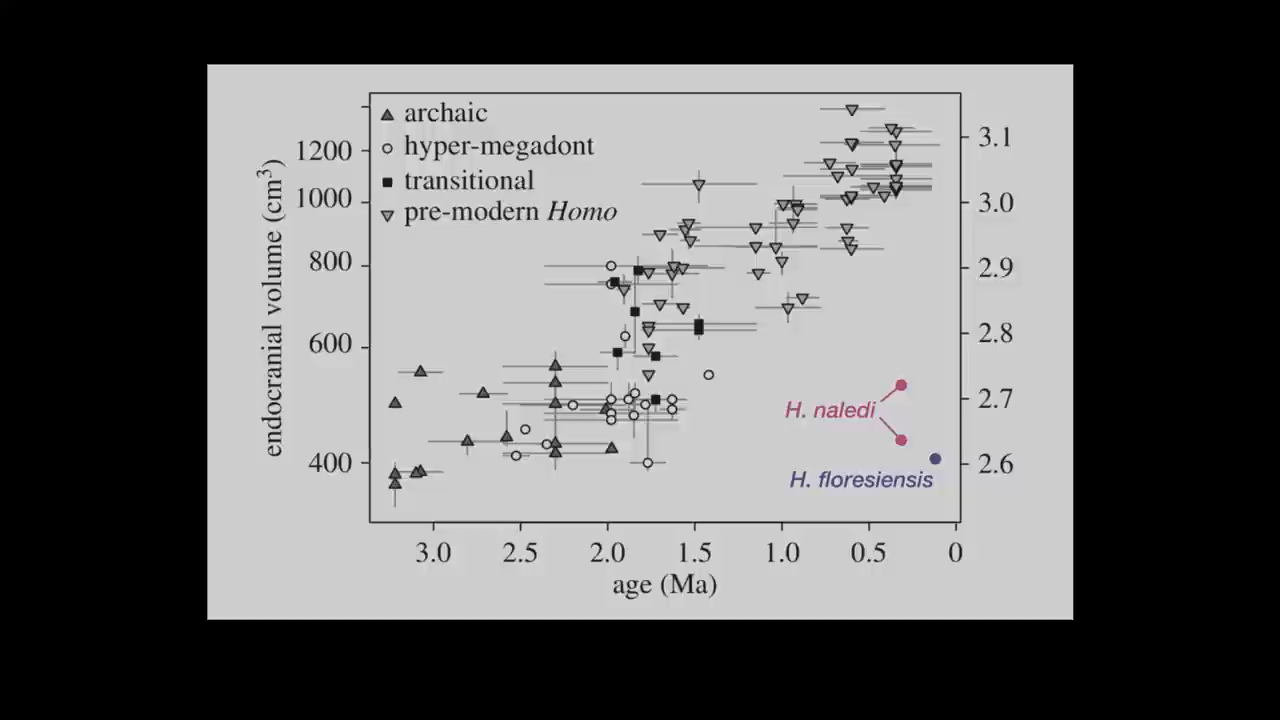 archaic
hyper-megadont
transitional
pre-modern Homo
endocranial volume (cm3)
1200
1000
800
600
400
3.1
3.0
2.9
2.8
2.7
2.6
H. naledi
H. floresiensis
3.0
2.5
2.0
1.5
1.0
0.5
0
age (Ma)